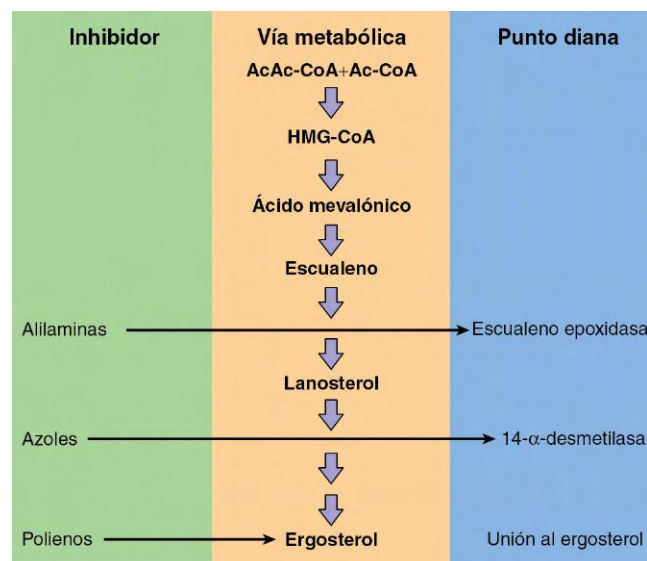 Inhibidor Vía metabólica Punto diana
AcAc-CoA+Ac-CoA
HMG-CoA
Ácido mevalónico
Escualeno
Alilaminas Escualeno epoxidasa
Lanosterol
Azoles 14-α-desmetilasa
Polienos Ergosterol Unión al ergosterol